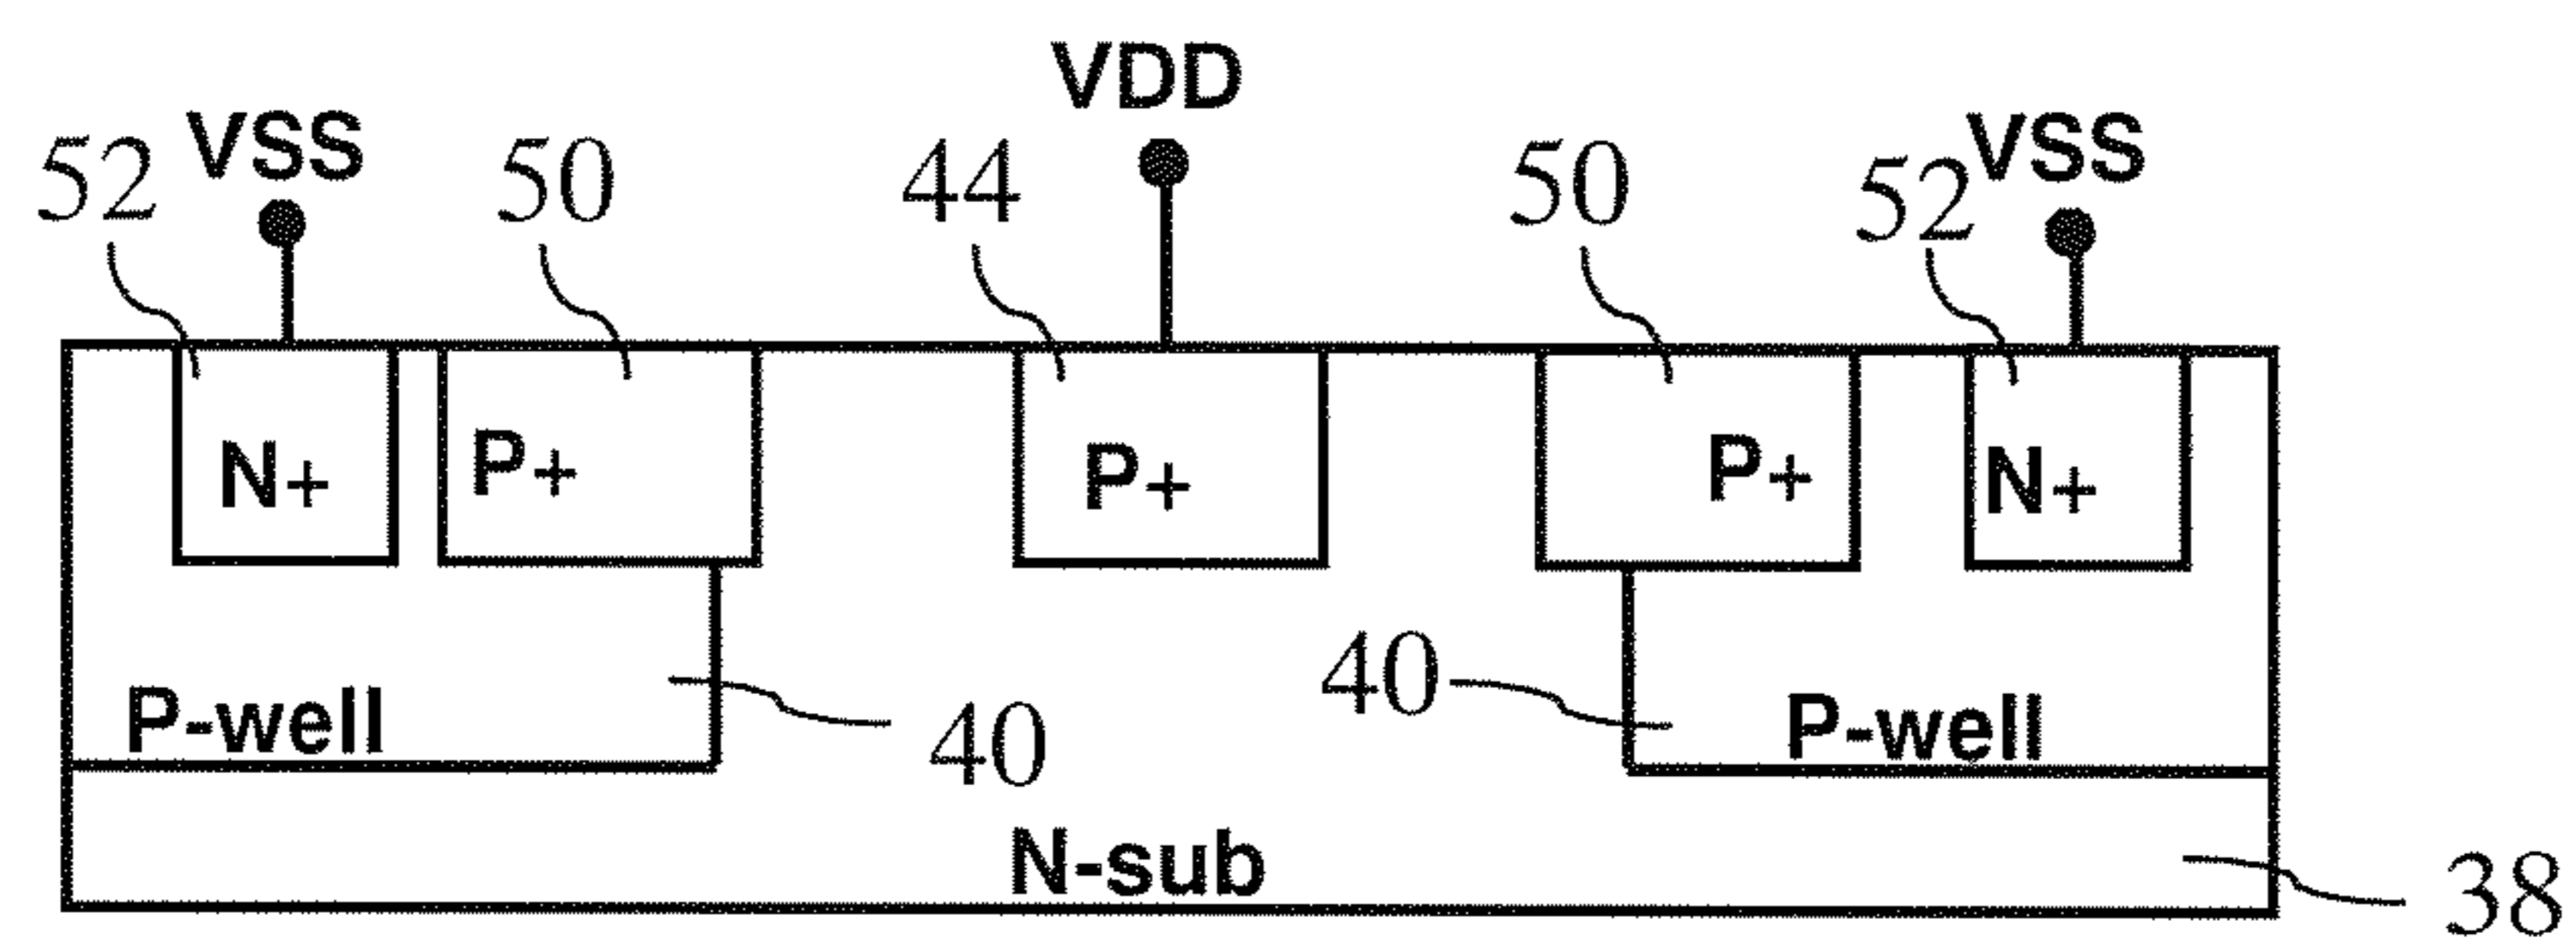 VDD
52 VSS 50 44 50 52 VSS
N+ P+ P+ P+ N+
P-well 40 40 P-well
N-sub 38